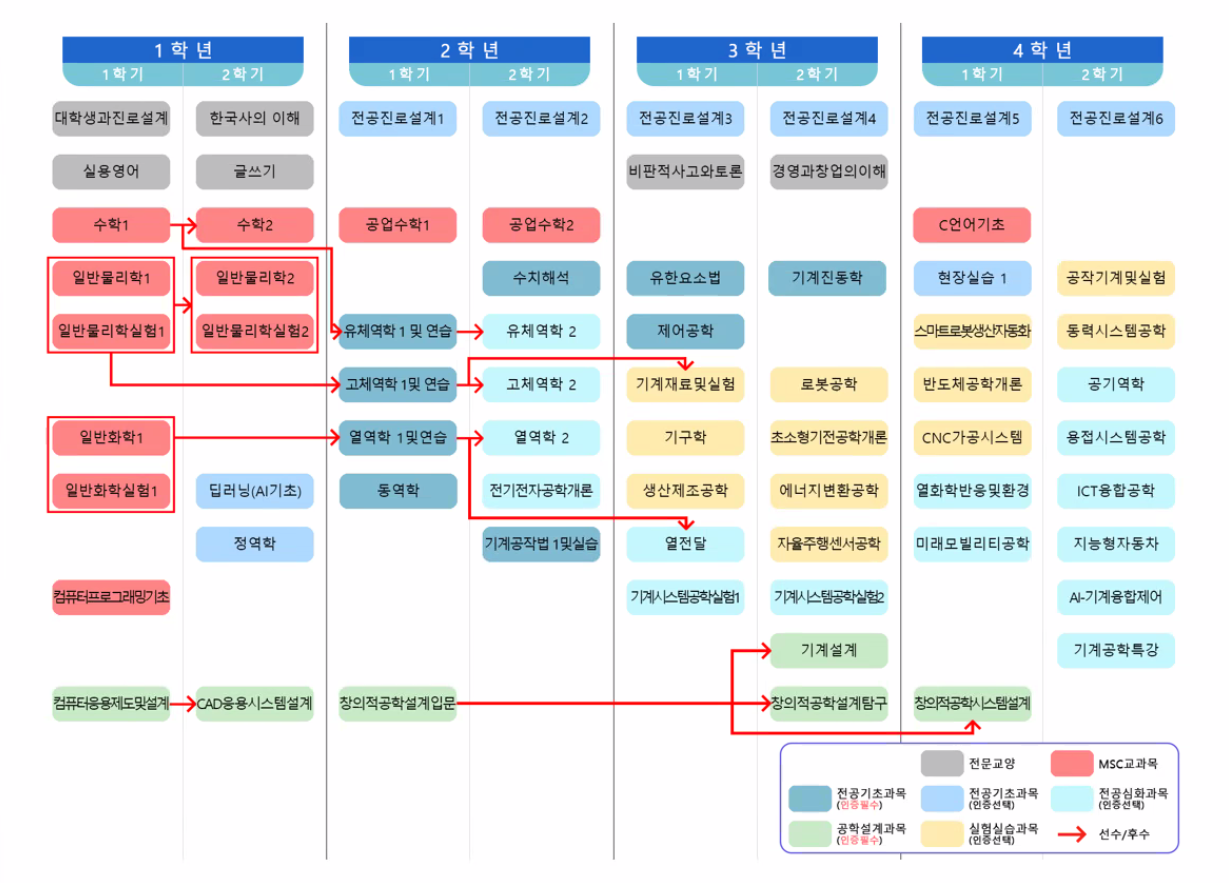 1학년 2학년 3학년 4학년
1학기 2학기 1학기 2학기 1학기 2학기 1학기 2학기
대학생과진로설계 한국사의 이해 전공진로설계1 전공진로설계2 전공진로설계3 전공진로설계4 전공진로설계5 전공진로설계6
실용영어 글쓰기 비판적사고와토론 경영과창업의이해
수학1 수학2 공업수학1 공업수학2 C언어기초
일반물리학1 일반물리학2 수치해석 유한요소법 기계진동학 현장실습 1 공작기계및실험
일반물리학실험1 일반물리학실험2 유체역학 1 및 연습 유체역학 2 제어공학 스마트로봇생산자동화 동력시스템공학
고체역학 1및 연습 고체역학 2 기계재료및실험 로봇공학 반도체공학개론 공기역학
일반화학1 열역학 1및연습 열역학 2 기구학 초소형기전공학개론 CNC가공시스템 용접시스템공학
일반화학실험1 딥러닝(AI기초) 동역학 전기전자공학개론 생산제조공학 에너지변환공학 열화학반응및환경 ICT융합공학
정역학 기계공작법 1및실습 열전달 자율주행센서공학 미래모빌리티공학 지능형자동차
컴퓨터프로그래밍기초 기계시스템공학실험1 기계시스템공학실험2 AI-기계융합제어
기계설계 기계공학특강
컴퓨터응용제도및설계 CAD응용시스템설계 창의적공학설계입문 창의적공학설계탐구 창의적공학시스템설계
전문교양 MSC교과목
전공기초과목 전공기초과목 전공심화과목
(인증필수) (인증선택) (인증선택)
공학설계과목 실험실습과목 선수/후수
(인증필수) (인증선택)